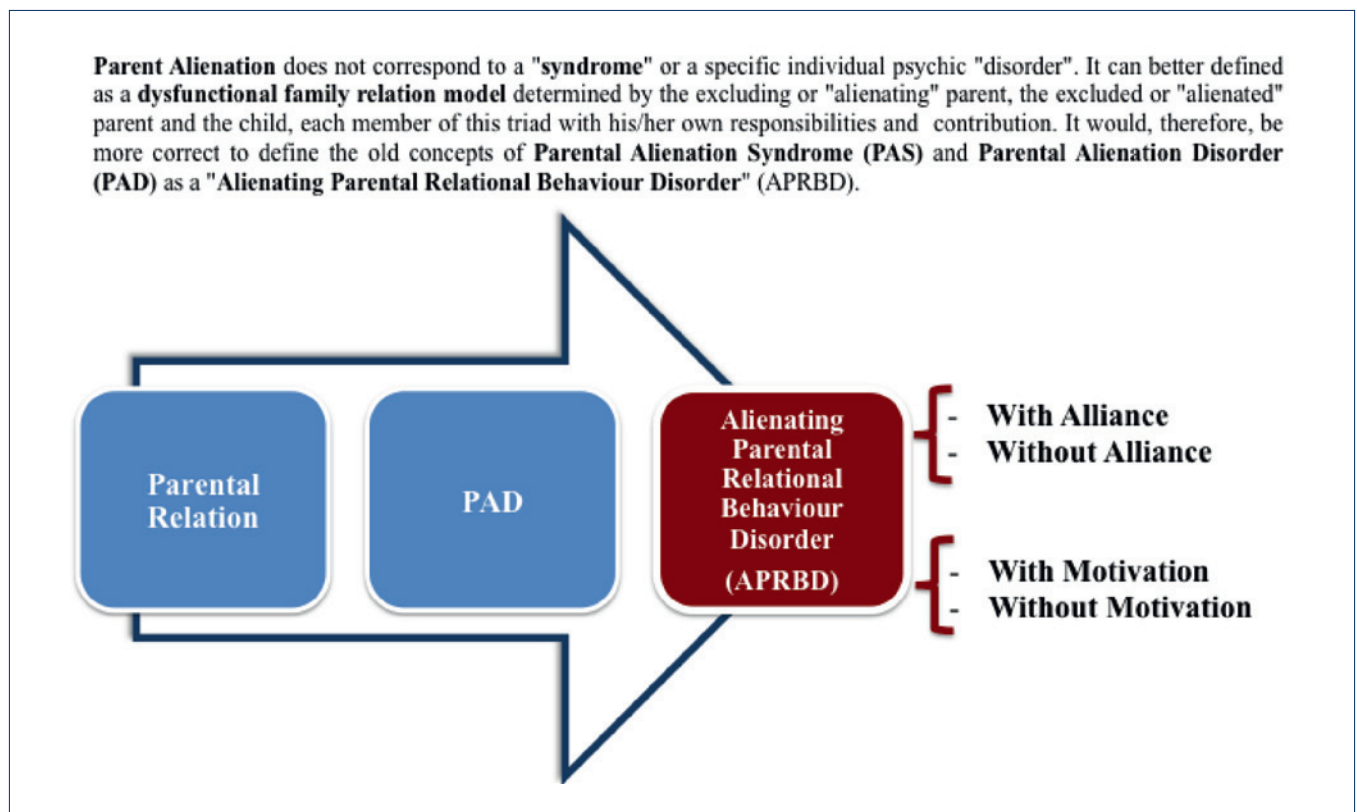 Parent Alienation does not correspond to a "syndrome" or a specific individual psychic "disorder". It can better defined
as a dysfunctional family relation model determined by the excluding or "alienating" parent, the excluded or "alienated"
parent and the child, each member of this triad with his/her own responsibilities and contribution. It would, therefore, be
more correct to define the old concepts of Parental Alienation Syndrome (PAS) and Parental Alienation Disorder
(PAD) as a "Alienating Parental Relational Behaviour Disorder" (APRBD).
Parental
Relation
PAD
Alienating
Parental
Relational
Behaviour
Disorder
(APRBD)
- With Alliance
- Without Alliance
- With Motivation
- Without Motivation